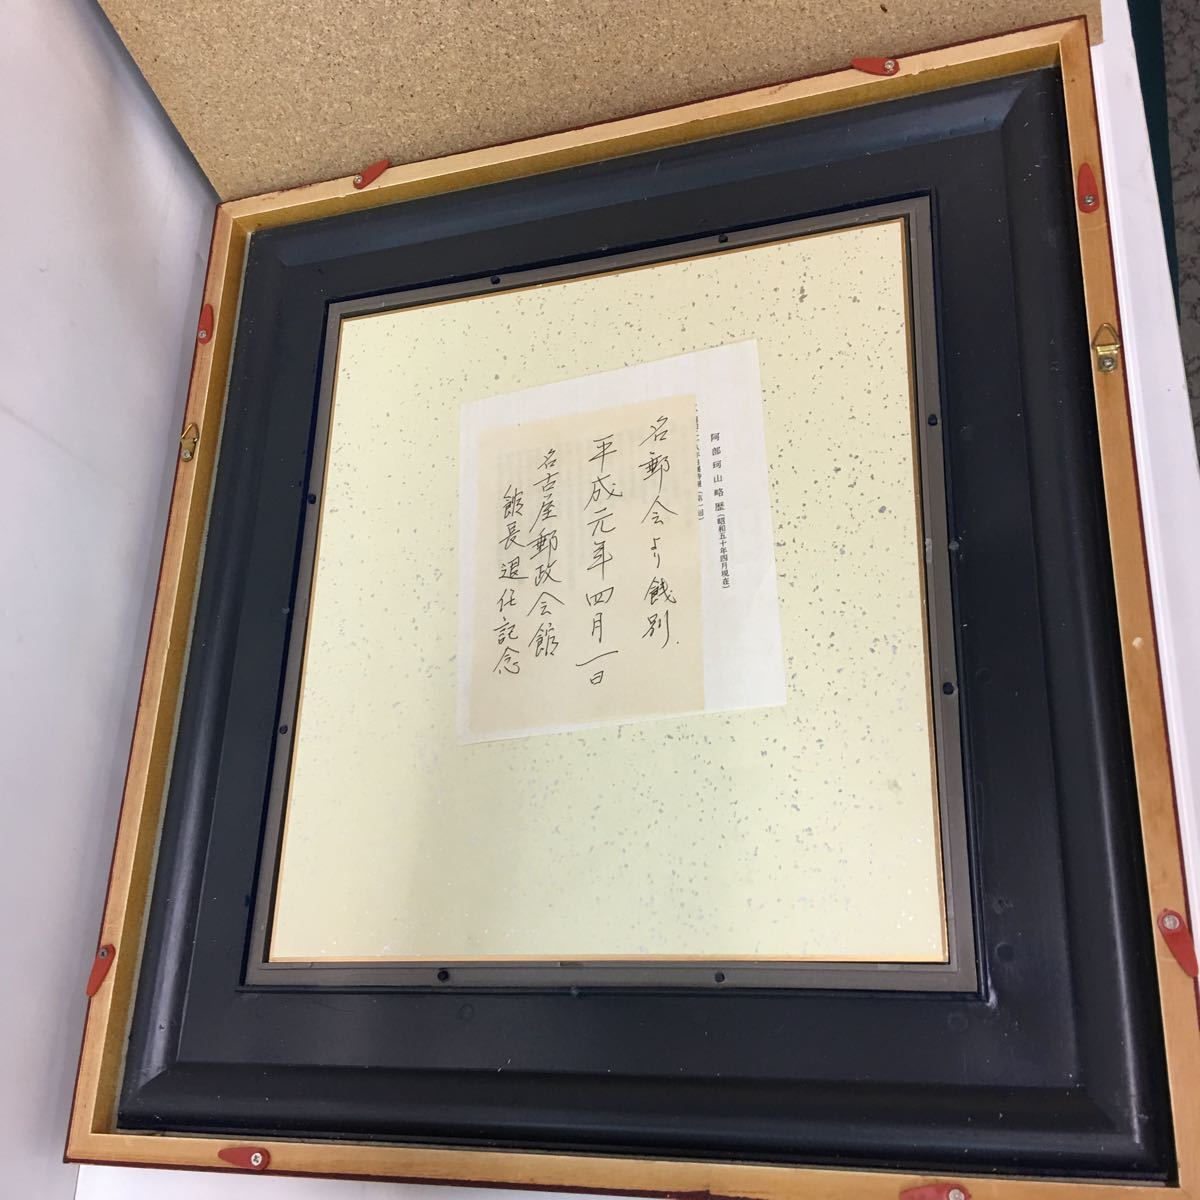 阿部珂山略歴（昭和五十年四月現在）
名郵会より餞別.
平成元年四月一日
名古屋郵政会館
館長退任記念